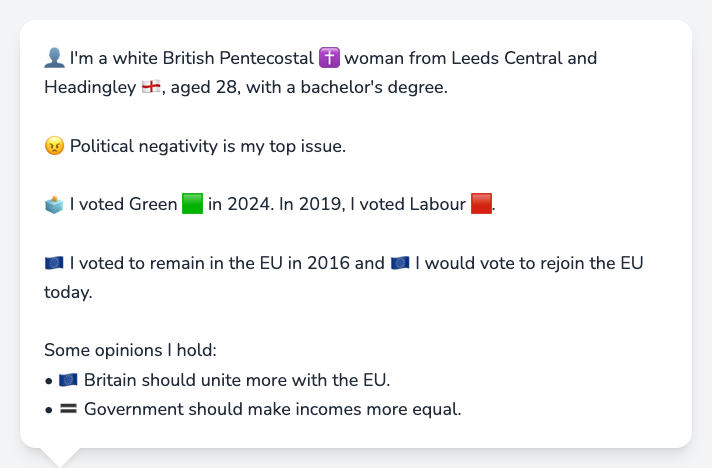 👤 I'm a white British Pentecostal ✝️ woman from Leeds Central and
Headingley 🏴󠁧󠁢󠁥󠁮󠁧󠁿, aged 28, with a bachelor's degree.
😠 Political negativity is my top issue.
🗳️ I voted Green 🟩 in 2024. In 2019, I voted Labour 🟥.
🇪🇺 I voted to remain in the EU in 2016 and 🇪🇺 I would vote to rejoin the EU
today.
Some opinions I hold:
• 🇪🇺 Britain should unite more with the EU.
• 🟰 Government should make incomes more equal.